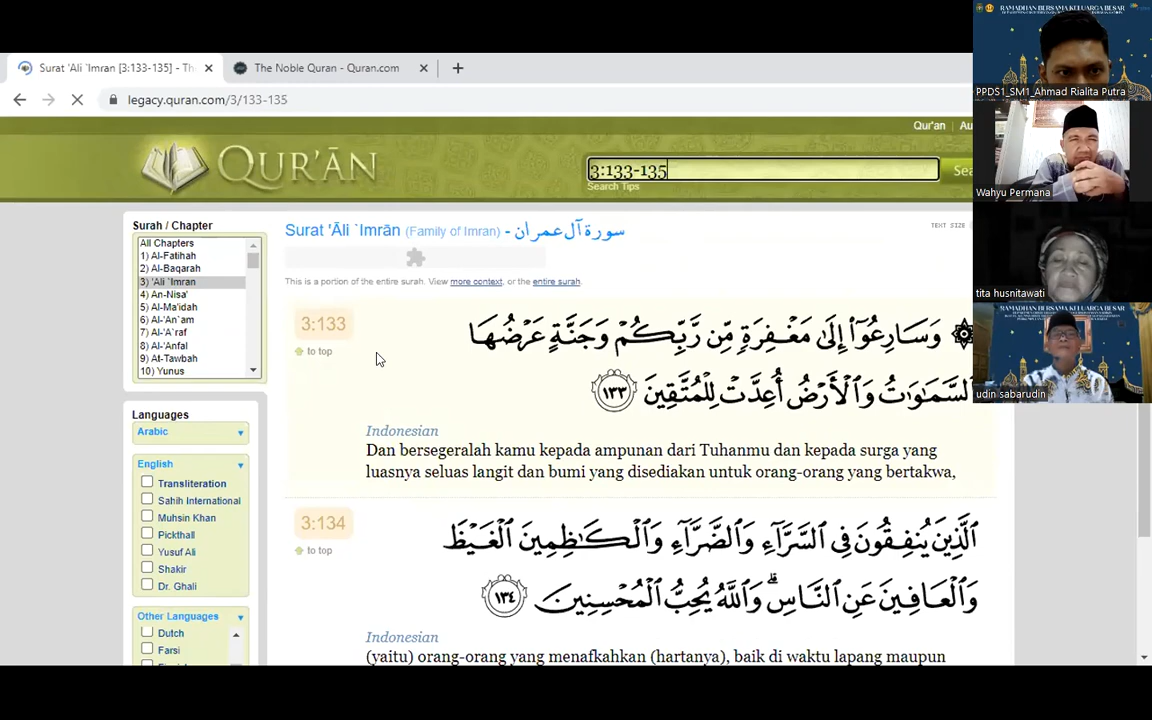 Surat 'Ali `Imran [3:133-135] - Th
The Noble Quran - Quran.com
legacy.quran.com/3/133-135
Qur'an
Au
QUR'ĀN
3:133-135
Sea
Search Tips
Surah / Chapter
All Chapters
1) Al-Fatihah
2) Al-Baqarah
3) 'Ali `Imran
4) An-Nisa'
5) Al-Ma'idah
6) Al-'An`am
7) Al-'A`raf
8) Al-'Anfal
9) At-Tawbah
10) Yunus
Languages
Arabic
English
Transliteration
Sahih International
Muhsin Khan
Pickthall
Yusuf Ali
Shakir
Dr. Ghali
Other Languages
Dutch
Farsi
Surat 'Āli `Imrān (Family of Imran) - سورة آل عمران
TEXT SIZE
This is a portion of the entire surah. View more context, or the entire surah.
3:133
to top
۞ وَسَارِعُوٓا۟ إِلَىٰ مَغْفِرَةٍ مِّن رَّبِّكُمْ وَجَنَّةٍ عَرْضُهَا
ٱلسَّمَٰوَٰتُ وَٱلْأَرْضُ أُعِدَّتْ لِلْمُتَّقِينَ ١٣٣
Indonesian
Dan bersegeralah kamu kepada ampunan dari Tuhanmu dan kepada surga yang
luasnya seluas langit dan bumi yang disediakan untuk orang-orang yang bertakwa,
3:134
to top
ٱلَّذِينَ يُنفِقُونَ فِى ٱلسَّرَّآءِ وَٱلضَّرَّآءِ وَٱلْكَٰظِمِينَ ٱلْغَيْظَ
وَٱلْعَافِينَ عَنِ ٱلنَّاسِ ۗ وَٱللَّهُ يُحِبُّ ٱلْمُحْسِنِينَ ١٣٤
Indonesian
(yaitu) orang-orang yang menafkahkan (hartanya), baik di waktu lapang maupun
RAMADHAN BERSAMA KELUARGA BESAR
PPDS1_SM1_Ahmad Rialita Putra
Wahyu Permana
tita husnitawati
udin sabarudin